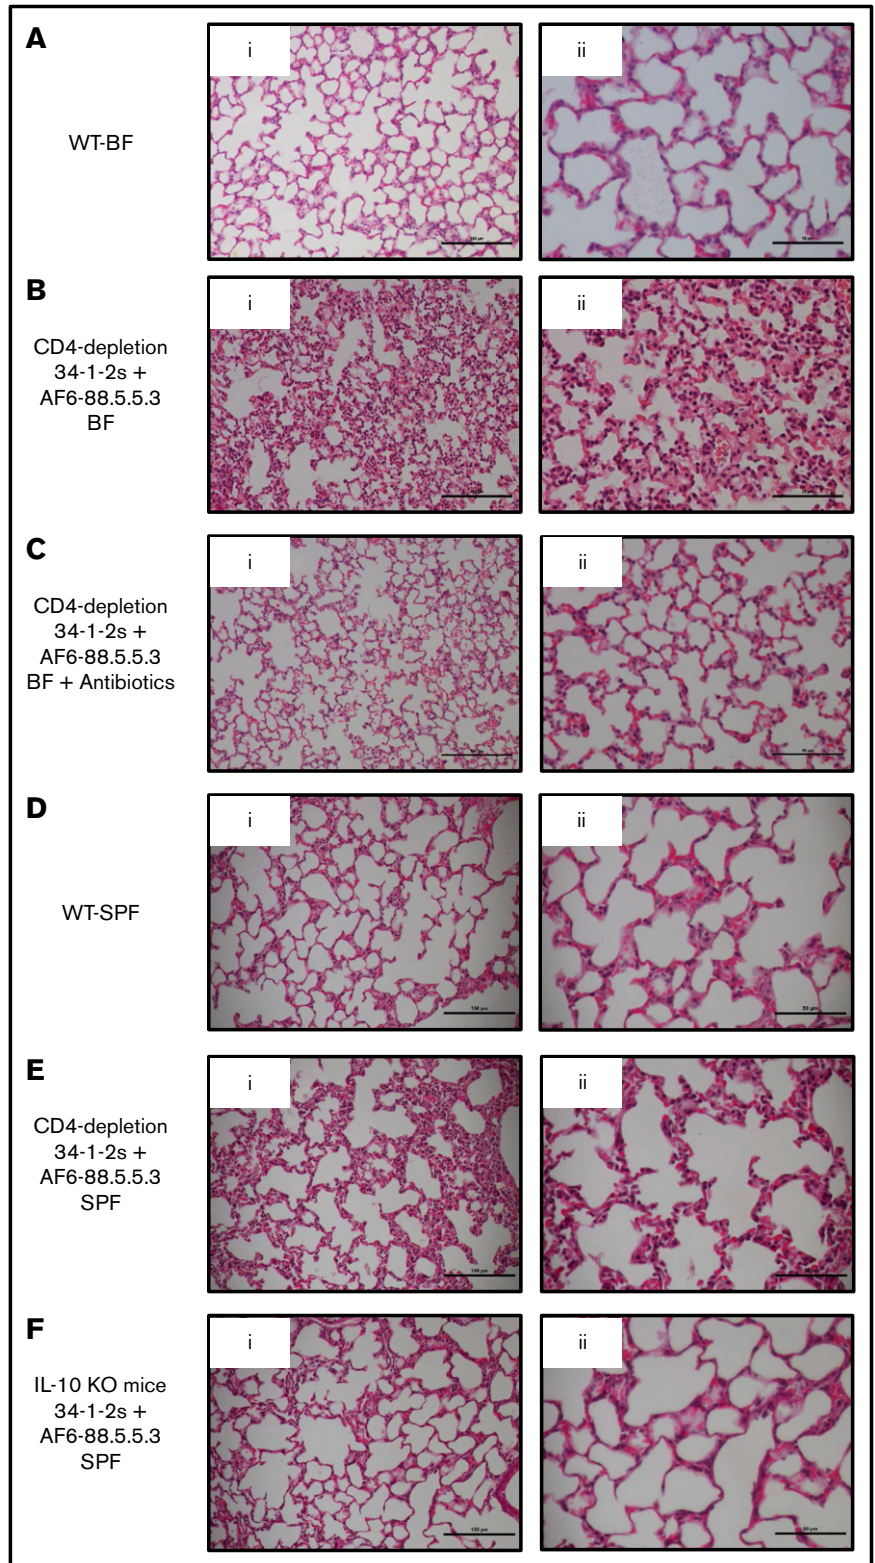 A
i
ii
WT-BF
B
i
ii
CD4-depletion
34-1-2s +
AF6-88.5.5.3
BF
C
i
ii
CD4-depletion
34-1-2s +
AF6-88.5.5.3
BF + Antibiotics
D
i
ii
WT-SPF
150 µm
50 µm
E
i
ii
CD4-depletion
34-1-2s +
AF6-88.5.5.3
SPF
100 µm
F
i
ii
IL-10 KO mice
34-1-2s +
AF6-88.5.5.3
SPF
100 µm
50 µm